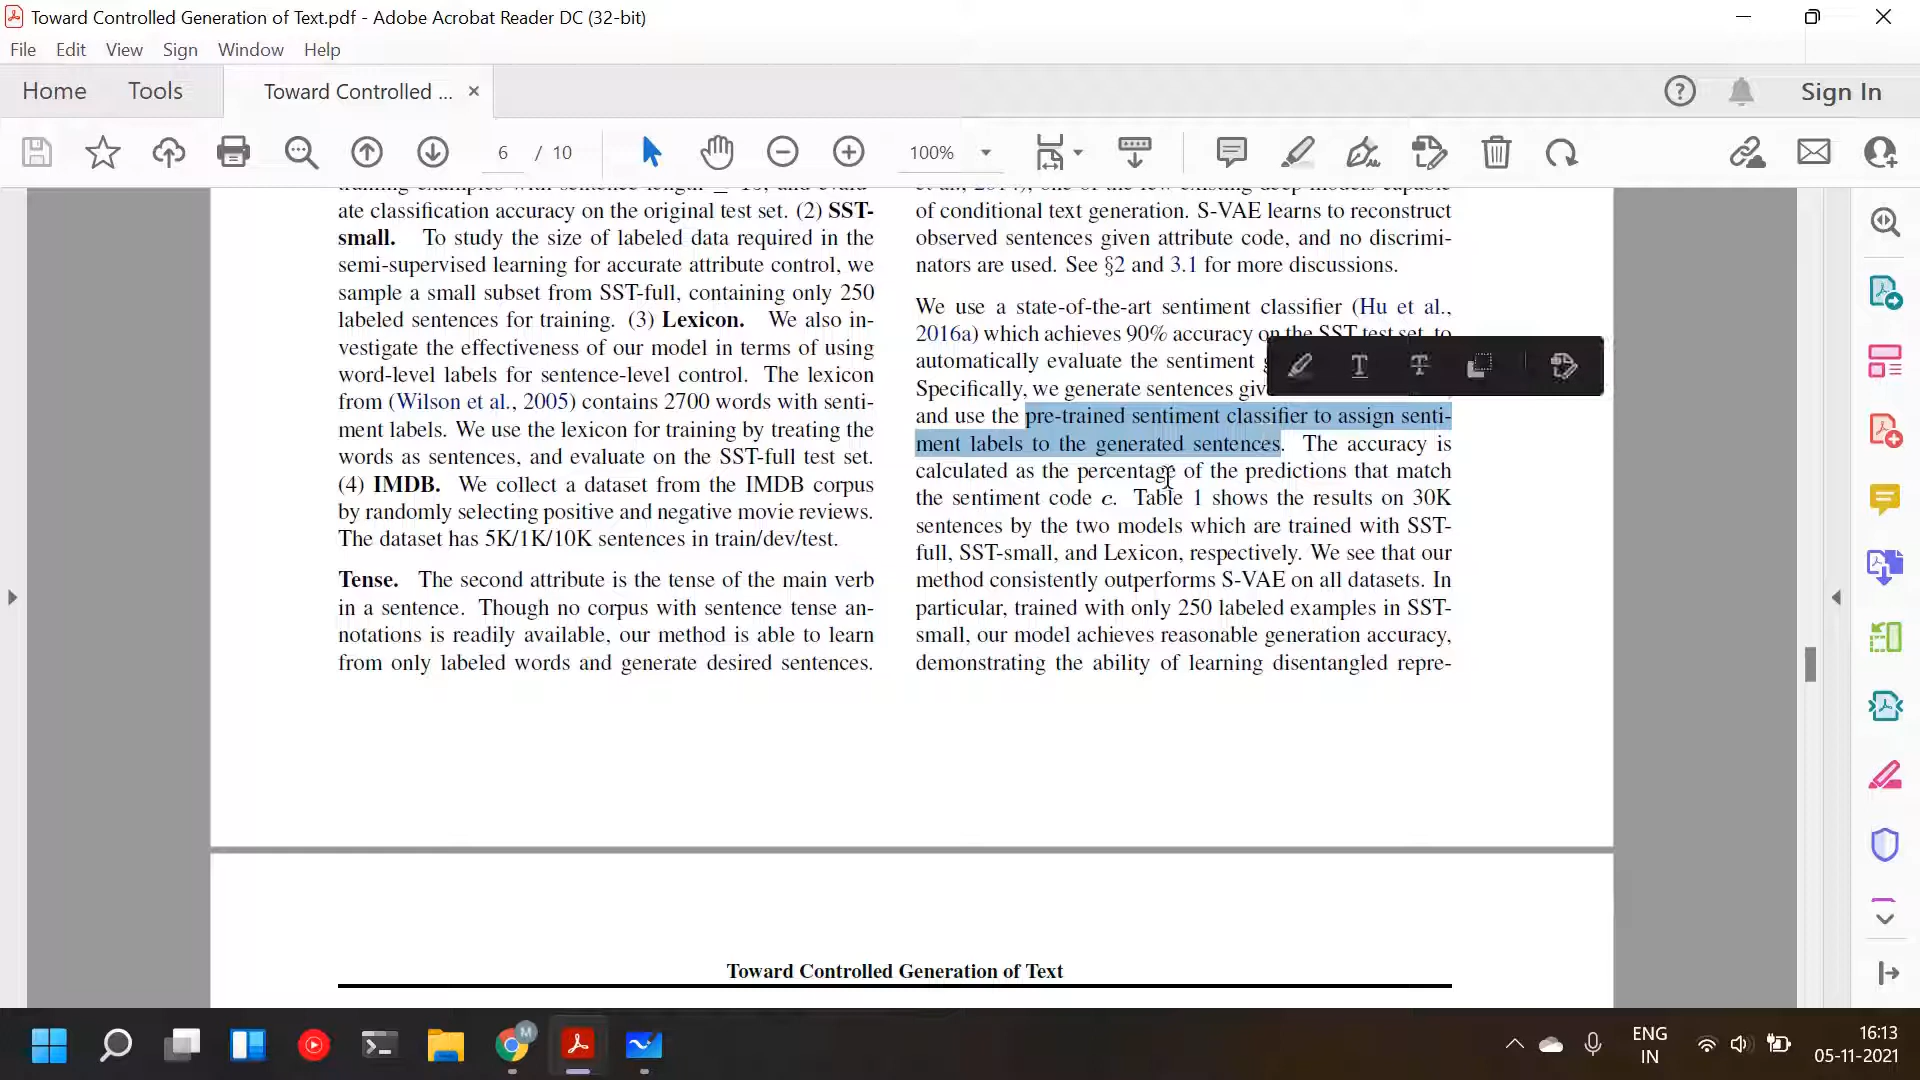 Toward Controlled Generation of Text.pdf - Adobe Acrobat Reader DC (32-bit)
File Edit View Sign Window Help
Home Tools Toward Controlled ... × Sign In
6 / 10 100%
ate classification accuracy on the original test set. (2) SST-
small. To study the size of labeled data required in the
semi-supervised learning for accurate attribute control, we
sample a small subset from SST-full, containing only 250
labeled sentences for training. (3) Lexicon. We also in-
vestigate the effectiveness of our model in terms of using
word-level labels for sentence-level control. The lexicon
from (Wilson et al., 2005) contains 2700 words with senti-
ment labels. We use the lexicon for training by treating the
words as sentences, and evaluate on the SST-full test set.
(4) IMDB. We collect a dataset from the IMDB corpus
by randomly selecting positive and negative movie reviews.
The dataset has 5K/1K/10K sentences in train/dev/test.
Tense. The second attribute is the tense of the main verb
in a sentence. Though no corpus with sentence tense an-
notations is readily available, our method is able to learn
from only labeled words and generate desired sentences.
of conditional text generation. S-VAE learns to reconstruct
observed sentences given attribute code, and no discrimi-
nators are used. See §2 and 3.1 for more discussions.
We use a state-of-the-art sentiment classifier (Hu et al.,
2016a) which achieves 90% accuracy on the SST test set, to
automatically evaluate the sentiment
Specifically, we generate sentences
and use the pre-trained sentiment classifier to assign senti-
ment labels to the generated sentences. The accuracy is
calculated as the percentage of the predictions that match
the sentiment code c. Table 1 shows the results on 30K
sentences by the two models which are trained with SST-
full, SST-small, and Lexicon, respectively. We see that our
method consistently outperforms S-VAE on all datasets. In
particular, trained with only 250 labeled examples in SST-
small, our model achieves reasonable generation accuracy,
demonstrating the ability of learning disentangled repre-
Toward Controlled Generation of Text
ENG
IN
16:13
05-11-2021